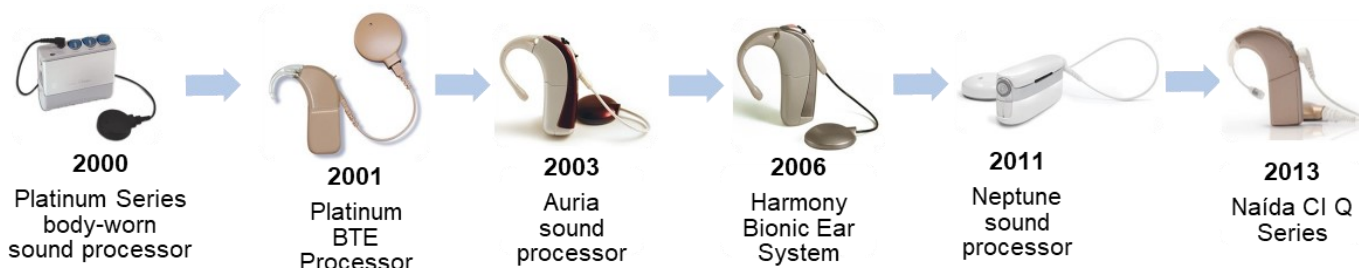 2000
Platinum Series
body-worn
sound processor
2001
Platinum
BTE
Processor
2003
Auria
sound
processor
2006
Harmony
Bionic Ear
System
2011
Neptune
sound
processor
2013
Naída CI Q
Series